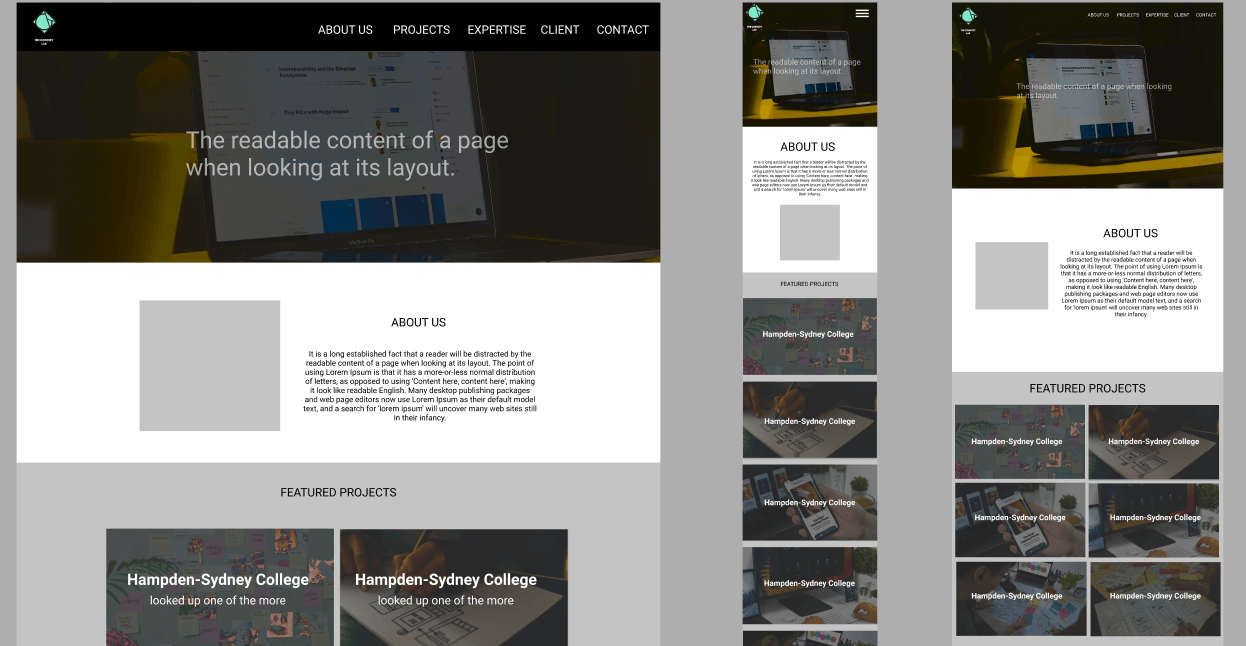 THE CONCEPT
LAB
ABOUT US
PROJECTS
EXPERTISE
CLIENT
CONTACT
Interoperability and the Ethernet
Ecosystem
Tiny PICs with Huge Impact
The readable content of a page
when looking at its layout.
MacBook Pro
ABOUT US
It is a long established fact that a reader will be distracted by the
readable content of a page when looking at its layout. The point of
using Lorem Ipsum is that it has a more-or-less normal distribution
of letters, as opposed to using 'Content here, content here', making
it look like readable English. Many desktop publishing packages
and web page editors now use Lorem Ipsum as their default model
text, and a search for 'lorem ipsum' will uncover many web sites still
in their infancy.
FEATURED PROJECTS
Hampden-Sydney College
looked up one of the more
Hampden-Sydney College
looked up one of the more
The readable content of a page
when looking at its layout.
ABOUT US
It is a long established fact that a reader will be distracted by the
readable content of a page when looking at its layout. The point of
using Lorem Ipsum is that it has a more-or-less normal distribution
of letters, as opposed to using 'Content here, content here', making
it look like readable English. Many desktop publishing packages and
web page editors now use Lorem Ipsum as their default model text,
and a search for 'lorem ipsum' will uncover many web sites still in their
infancy.
FEATURED PROJECTS
Hampden-Sydney College
Hampden-Sydney College
Hampden-Sydney College
Hampden-Sydney College
ABOUT US
PROJECTS
EXPERTISE
CLIENT
CONTACT
The readable content of a page when looking
at its layout.
ABOUT US
It is a long established fact that a reader will be
distracted by the readable content of a page when
looking at its layout. The point of using Lorem Ipsum is
that it has a more-or-less normal distribution of letters,
as opposed to using 'Content here, content here',
making it look like readable English. Many desktop
publishing packages and web page editors now use
Lorem Ipsum as their default model text, and a search
for 'lorem ipsum' will uncover many web sites still in
their infancy.
FEATURED PROJECTS
Hampden-Sydney College
Hampden-Sydney College
Hampden-Sydney College
Hampden-Sydney College
Hampden-Sydney College
Hampden-Sydney College